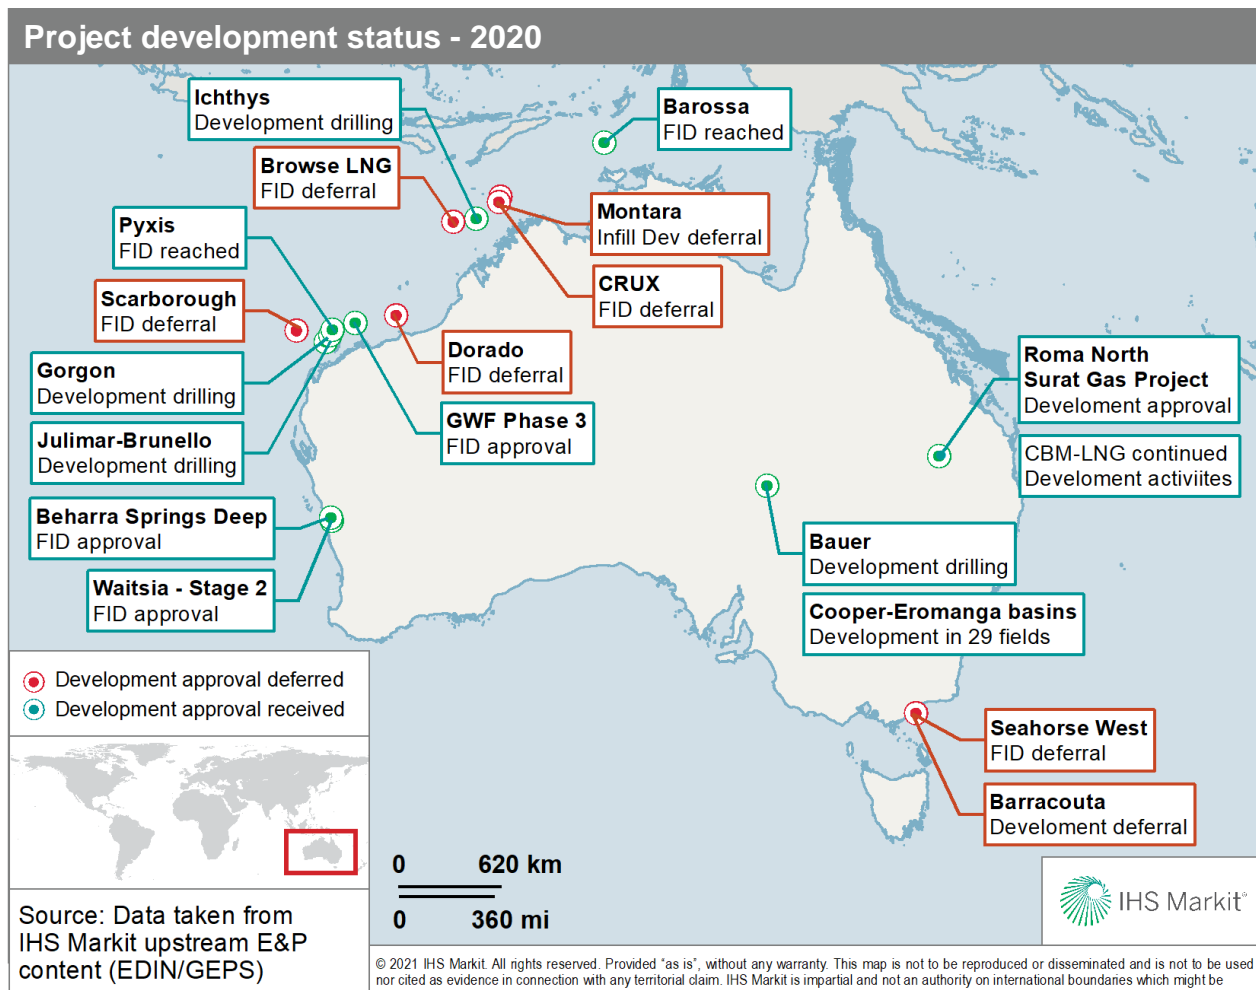 Project development status - 2020
Ichthys
Development drilling
Barossa
FID reached
Browse LNG
FID deferral
Montara
Infill Dev deferral
Pyxis
FID reached
CRUX
FID deferral
Scarborough
FID deferral
Dorado
FID deferral
Roma North
Surat Gas Project
Develoment approval
Gorgon
Development drilling
GWF Phase 3
FID approval
Julimar-Brunello
Development drilling
CBM-LNG continued
Develoment activiites
Beharra Springs Deep
FID approval
Bauer
Development drilling
Waitsia - Stage 2
FID approval
Cooper-Eromanga basins
Development in 29 fields
Development approval deferred
Development approval received
Seahorse West
FID deferral
Barracouta
Develoment deferral
0 620 km
0 360 mi
IHS Markit®
Source: Data taken from
IHS Markit upstream E&P
content (EDIN/GEPS)
© 2021 IHS Markit. All rights reserved. Provided “as is”, without any warranty. This map is not to be reproduced or disseminated and is not to be used
nor cited as evidence in connection with any territorial claim. IHS Markit is impartial and not an authority on international boundaries which might be